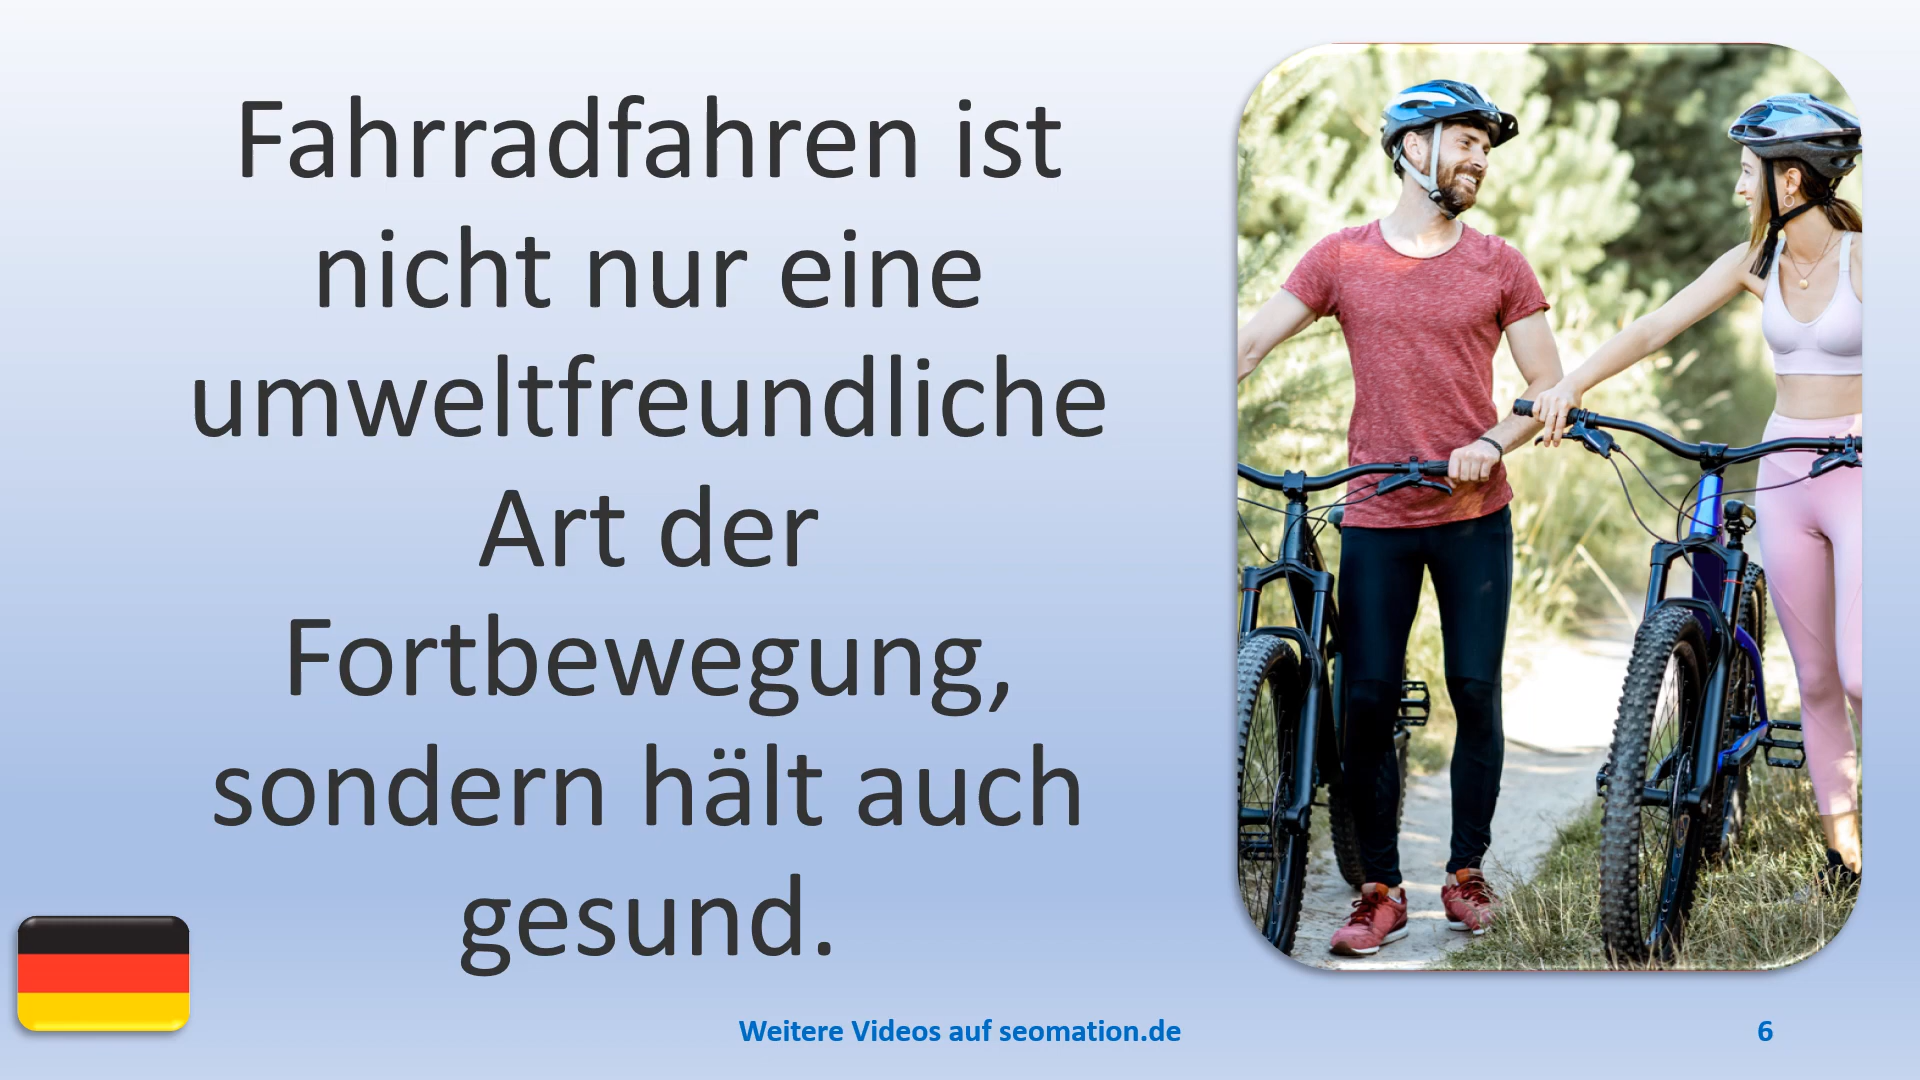 Fahrradfahren ist
nicht nur eine
umweltfreundliche
Art der
Fortbewegung,
sondern hält auch
gesund.
Weitere Videos auf seomation.de
6